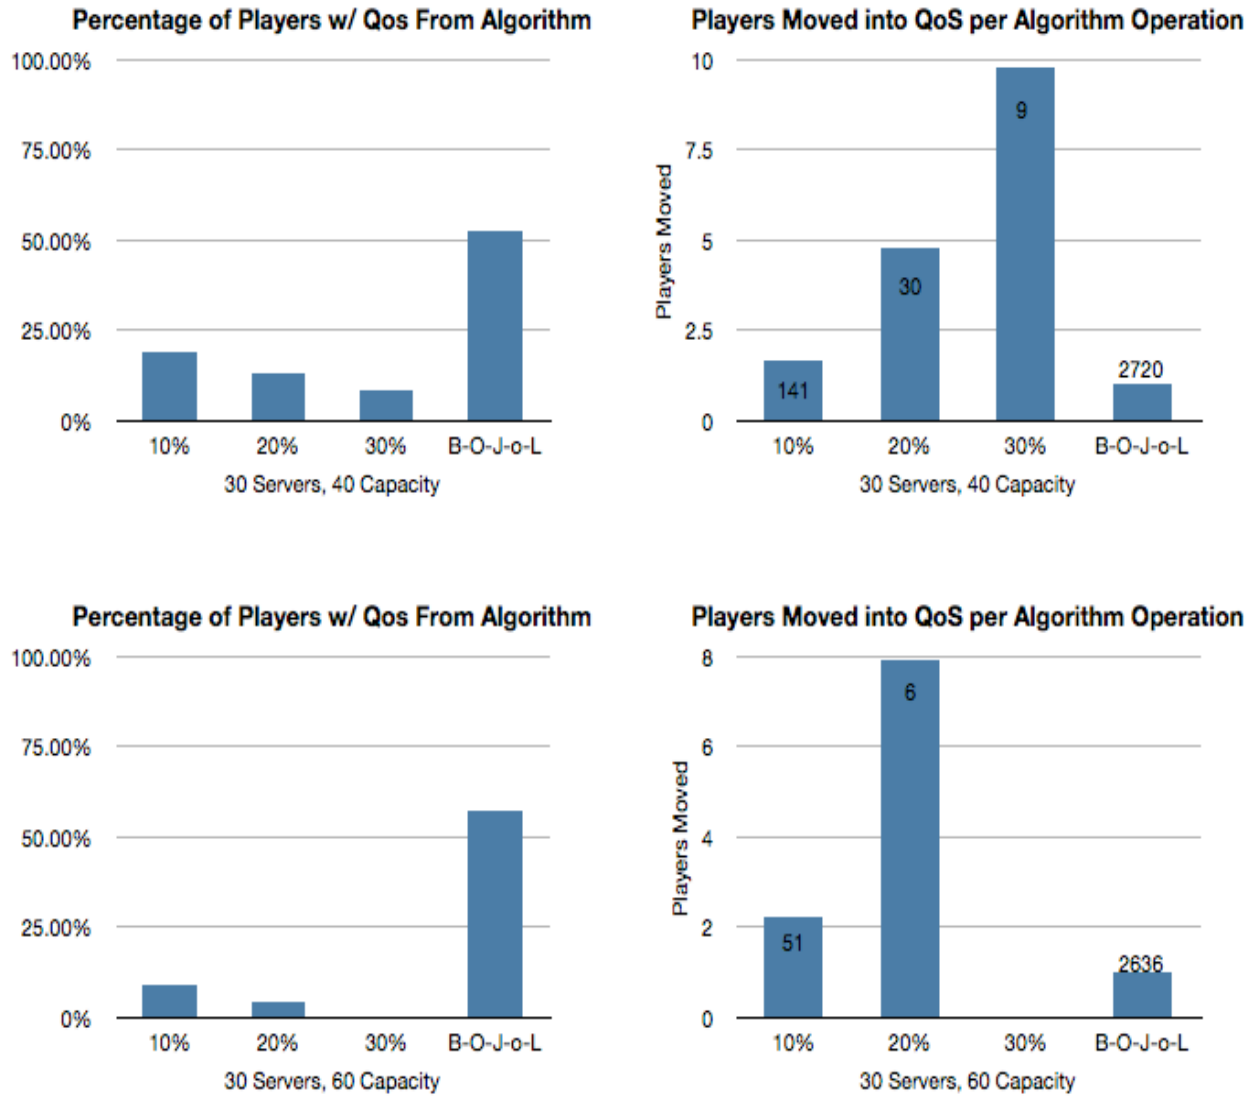 Percentage of Players w/ Qos From Algorithm
100.00%
75.00%
50.00%
25.00%
0%
10% 20% 30% B-O-J-o-L
30 Servers, 40 Capacity
Players Moved into QoS per Algorithm Operation
Players Moved
10
7.5
5
2.5
0
141 30 9 2720
10% 20% 30% B-O-J-o-L
30 Servers, 40 Capacity
Percentage of Players w/ Qos From Algorithm
100.00%
75.00%
50.00%
25.00%
0%
10% 20% 30% B-O-J-o-L
30 Servers, 60 Capacity
Players Moved into QoS per Algorithm Operation
Players Moved
8
6
4
2
0
51 6 2636
10% 20% 30% B-O-J-o-L
30 Servers, 60 Capacity